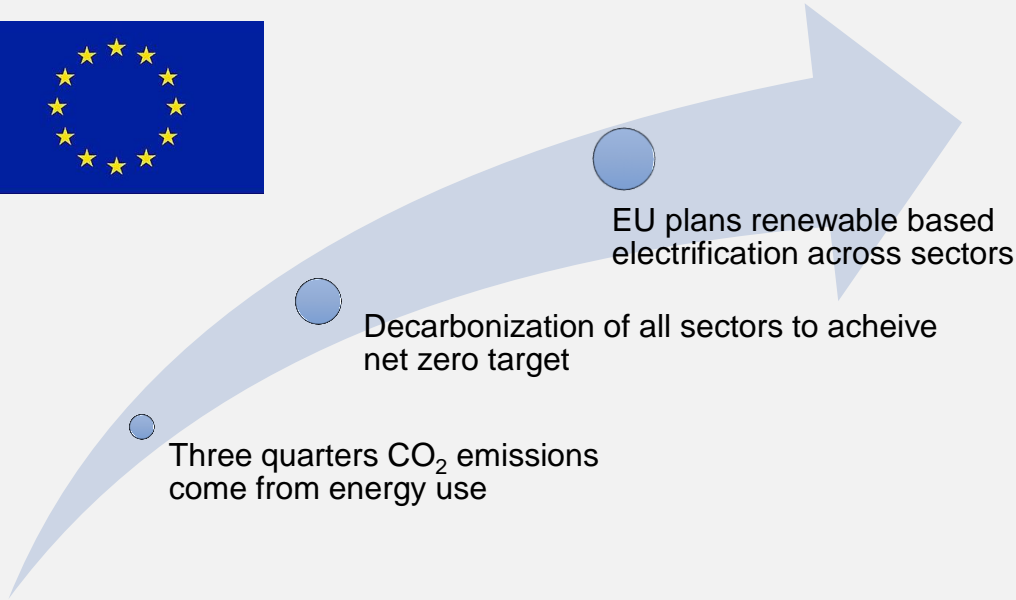 EU plans renewable based
electrification across sectors
Decarbonization of all sectors to acheive
net zero target
Three quarters CO₂ emissions
come from energy use